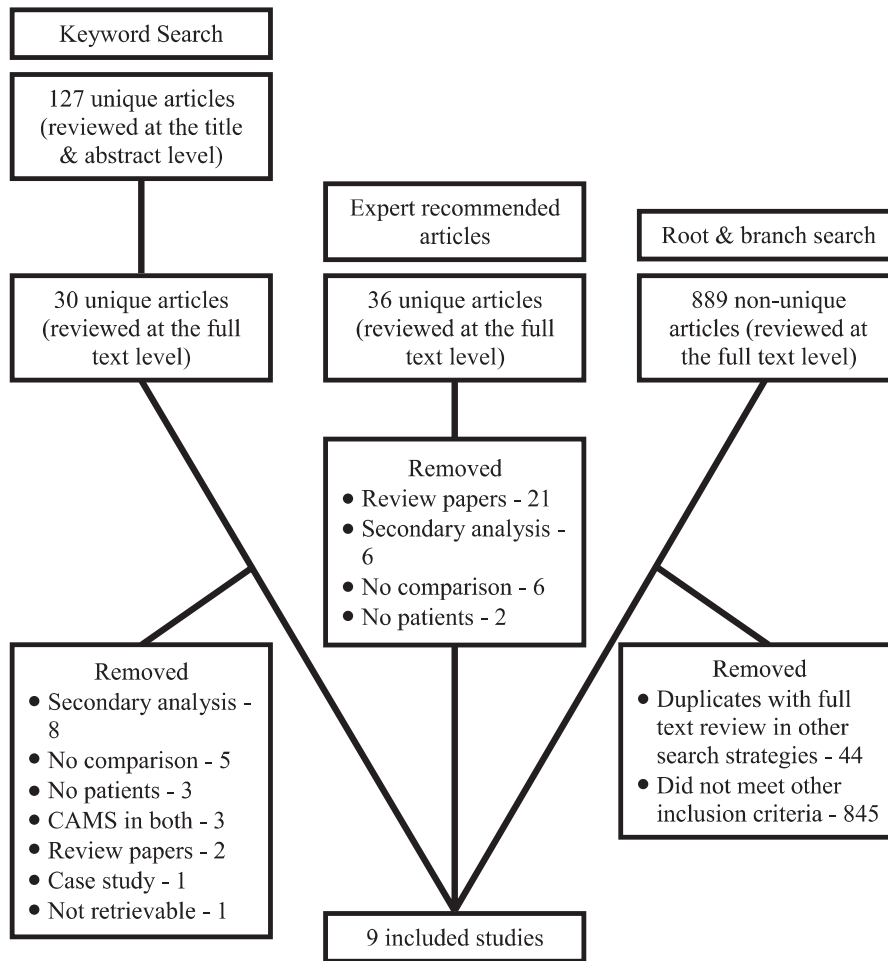 Keyword Search
127 unique articles
(reviewed at the title
& abstract level)
30 unique articles
(reviewed at the full
text level)
Expert recommended
articles
36 unique articles
(reviewed at the full
text level)
Root & branch search
889 non-unique
articles (reviewed at
the full text level)
Removed
• Review papers - 21
• Secondary analysis -
6
• No comparison - 6
• No patients - 2
Removed
• Secondary analysis -
8
• No comparison - 5
• No patients - 3
• CAMS in both - 3
• Review papers - 2
• Case study - 1
• Not retrievable - 1
Removed
• Duplicates with full
text review in other
search strategies - 44
• Did not meet other
inclusion criteria - 845
9 included studies